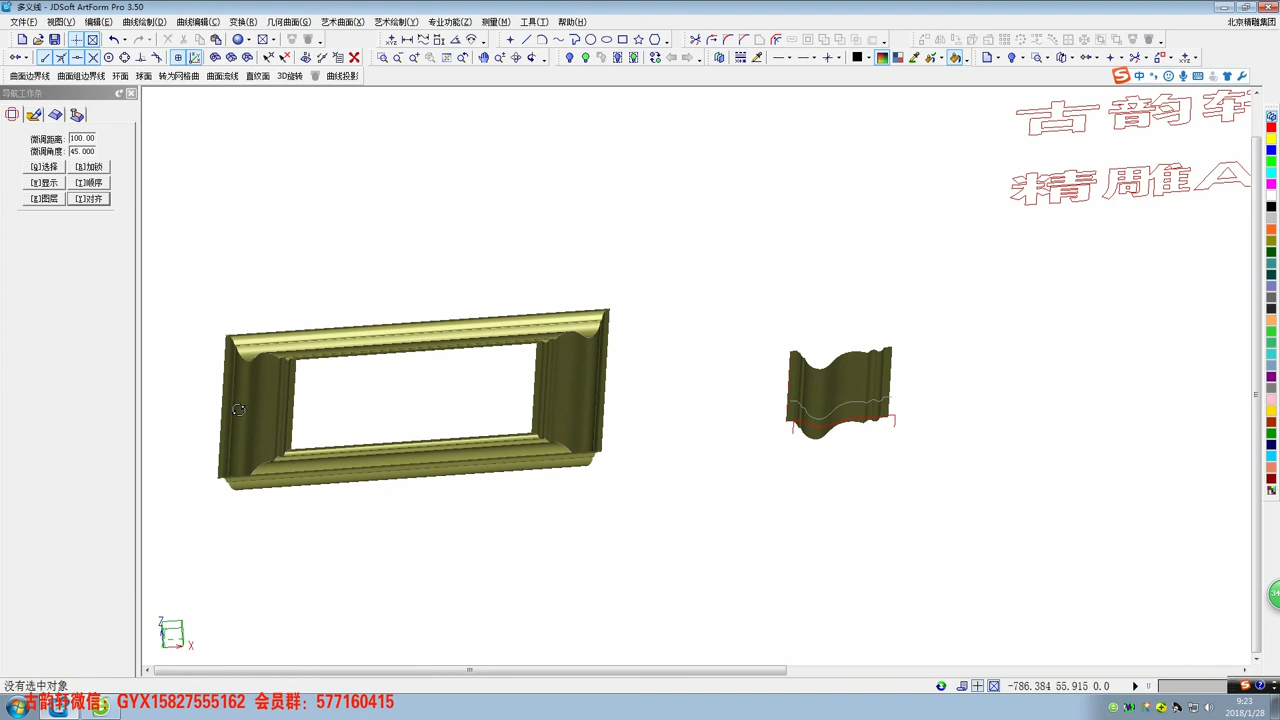 多义线 - JDSoft ArtForm Pro 3.50
文件(F) 视图(V) 编辑(E) 曲线绘制(D) 曲线编辑(C) 变换(R) 几何曲面(G) 艺术曲面(X) 艺术绘制(Y) 专业功能(Z) 测量(M) 工具(T) 帮助(H) 北京精雕集团
曲面边界线 曲面组边界线 环面 球面 转为网格曲面 曲面流线 直纹面 3D旋转 曲线投影
中
导航工作条
微调距离: 100.00
微调角度: 45.000
[Q]选择 [R]加锁
[W]显示 [T]顺序
[E]图层 [Y]对齐
古韵轩
精雕A
Z
X
34
没有选中对象
-786.384 55.915 0.0
古韵轩微信: GYX15827555162 会员群: 577160415
9:23
2018/1/28